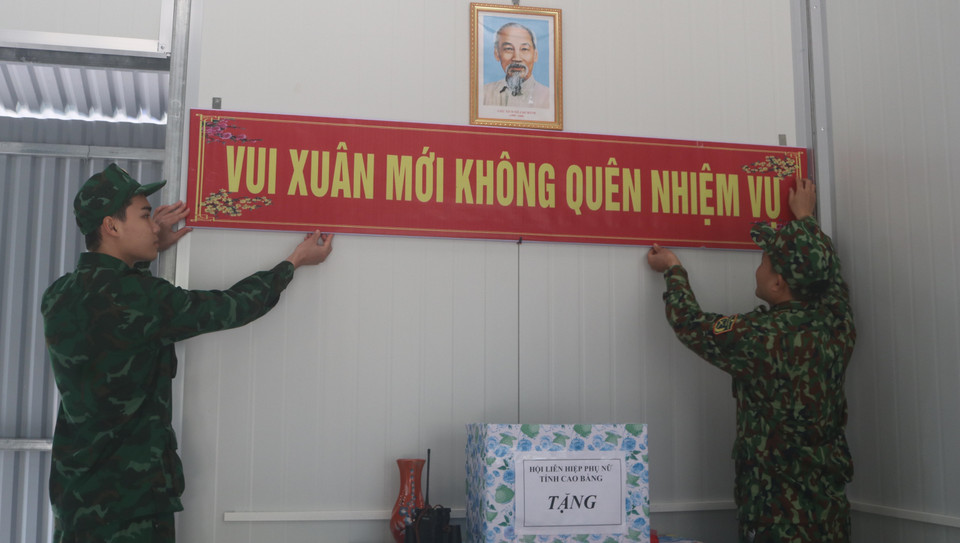 VUI XUÂN MỚI KHÔNG QUÊN NHIỆM VỤ
HỘI LIÊN HIỆP PHỤ NỮ
TỈNH CAO BẰNG
TẶNG